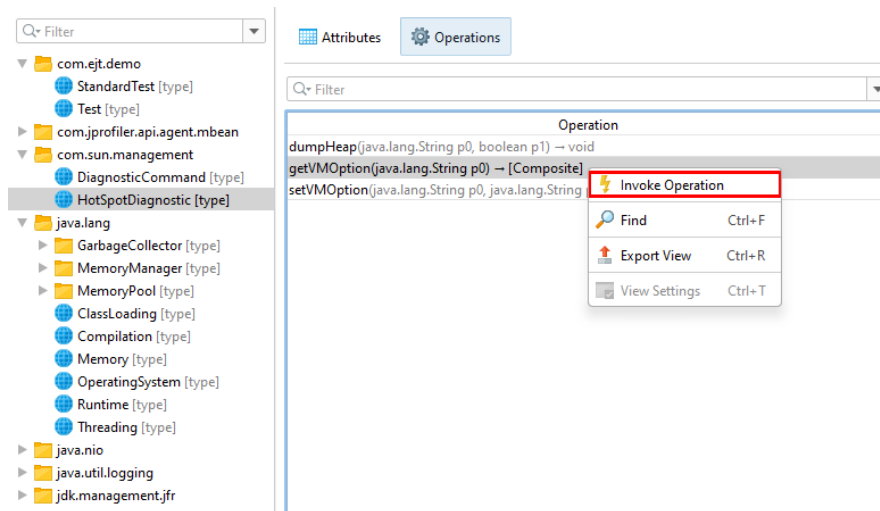 Filter
com.ejt.demo
StandardTest [type]
Test [type]
com.jprofiler.api.agent.mbean
com.sun.management
DiagnosticCommand [type]
HotSpotDiagnostic [type]
java.lang
GarbageCollector [type]
MemoryManager [type]
MemoryPool [type]
ClassLoading [type]
Compilation [type]
Memory [type]
OperatingSystem [type]
Runtime [type]
Threading [type]
java.nio
java.util.logging
jdk.management.jfr
Attributes Operations
Filter
Operation
dumpHeap(java.lang.String p0, boolean p1) → void
getVMOption(java.lang.String p0) → [Composite]
setVMOption(java.lang.String p0, java.lang.String
Invoke Operation
Find Ctrl+F
Export View Ctrl+R
View Settings Ctrl+T